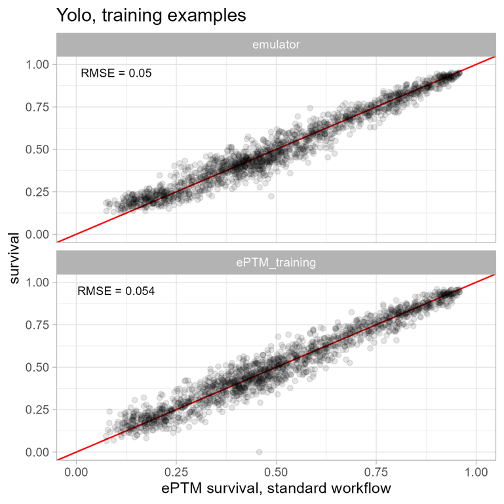 Yolo, training examples
emulator
1.00
RMSE = 0.05
0.75
0.50
0.25
0.00
survival
ePTM_training
1.00
RMSE = 0.054
0.75
0.50
0.25
0.00
0.00 0.25 0.50 0.75 1.00
ePTM survival, standard workflow